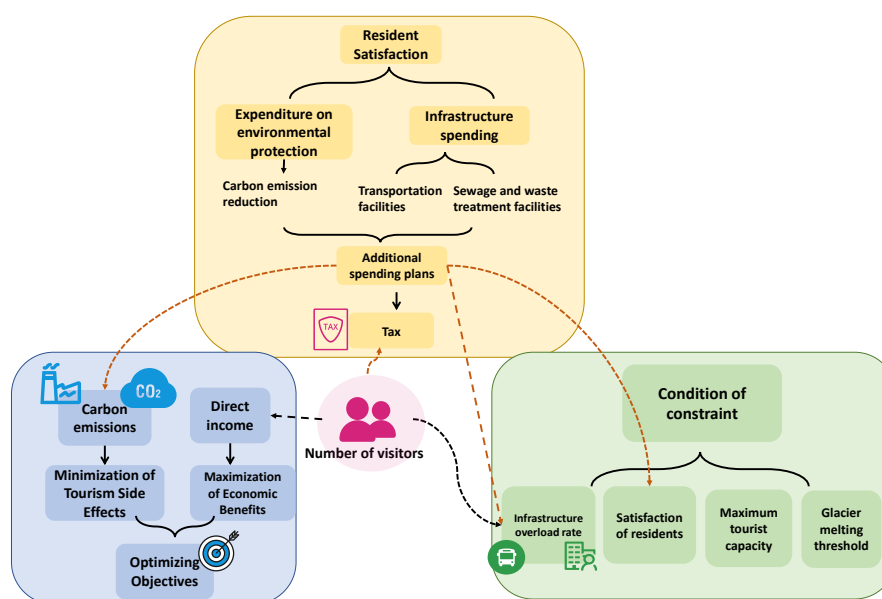 Resident
Satisfaction
Expenditure on
environmental
protection
Infrastructure
spending
Carbon emission
reduction
Transportation
facilities
Sewage and waste
treatment facilities
Additional
spending plans
TAX
Tax
CO₂
Carbon
emissions
Direct
income
Number of visitors
Minimization of
Tourism Side
Effects
Maximization
of Economic
Benefits
Optimizing
Objectives
Condition of
constraint
Infrastructure
overload rate
Satisfaction
of residents
Maximum
tourist
capacity
Glacier
melting
threshold